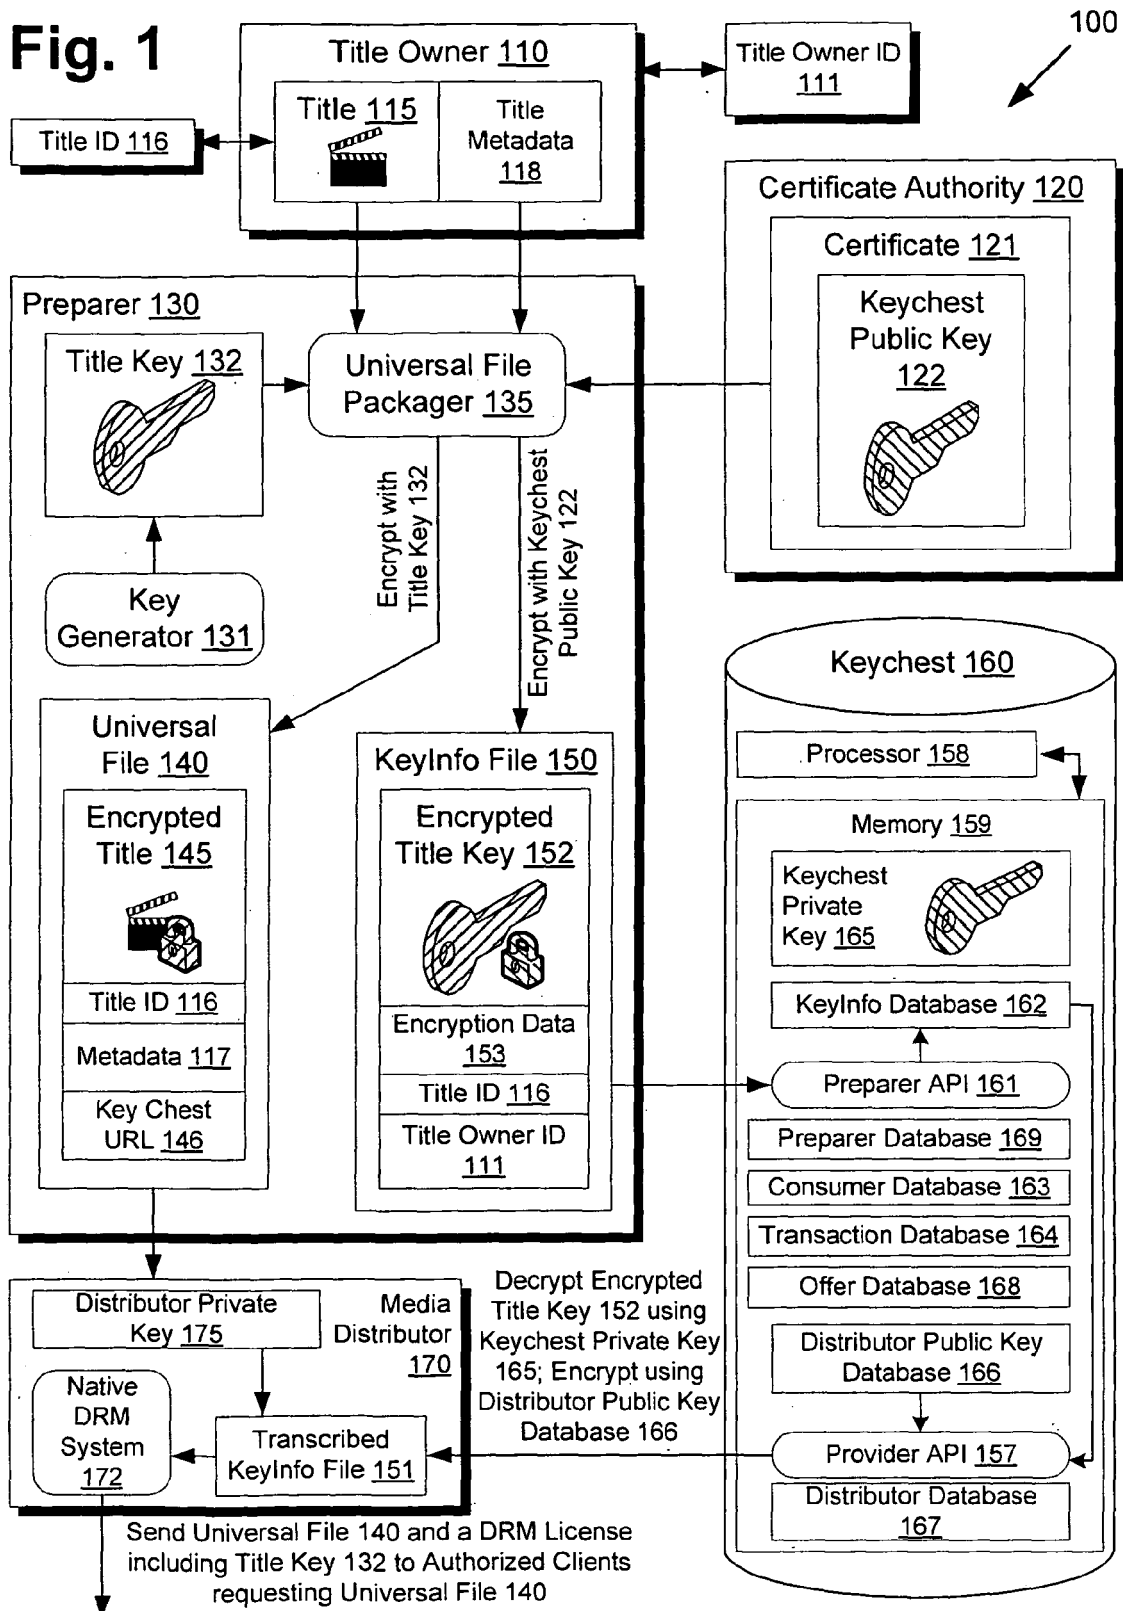 Fig. 1
Title Owner 110
Title Owner ID
111
100
Title ID 116
Title 115
Title
Metadata
118
Certificate Authority 120
Certificate 121
Keychest
Public Key
122
Preparer 130
Title Key 132
Universal File
Packager 135
Key
Generator 131
Encrypt with
Title Key 132
Encrypt with Keychest
Public Key 122
Universal
File 140
Encrypted
Title 145
Title ID 116
Metadata 117
Key Chest
URL 146
KeyInfo File 150
Encrypted
Title Key 152
Encryption Data
153
Title ID 116
Title Owner ID
111
Keychest 160
Processor 158
Memory 159
Keychest
Private
Key 165
KeyInfo Database 162
Preparer API 161
Preparer Database 169
Consumer Database 163
Transaction Database 164
Offer Database 168
Distributor Public Key
Database 166
Provider API 157
Distributor Database
167
Distributor Private
Key 175
Media
Distributor
170
Native
DRM
System
172
Transcribed
KeyInfo File 151
Decrypt Encrypted
Title Key 152 using
Keychest Private Key
165; Encrypt using
Distributor Public Key
Database 166
Send Universal File 140 and a DRM License
including Title Key 132 to Authorized Clients
requesting Universal File 140